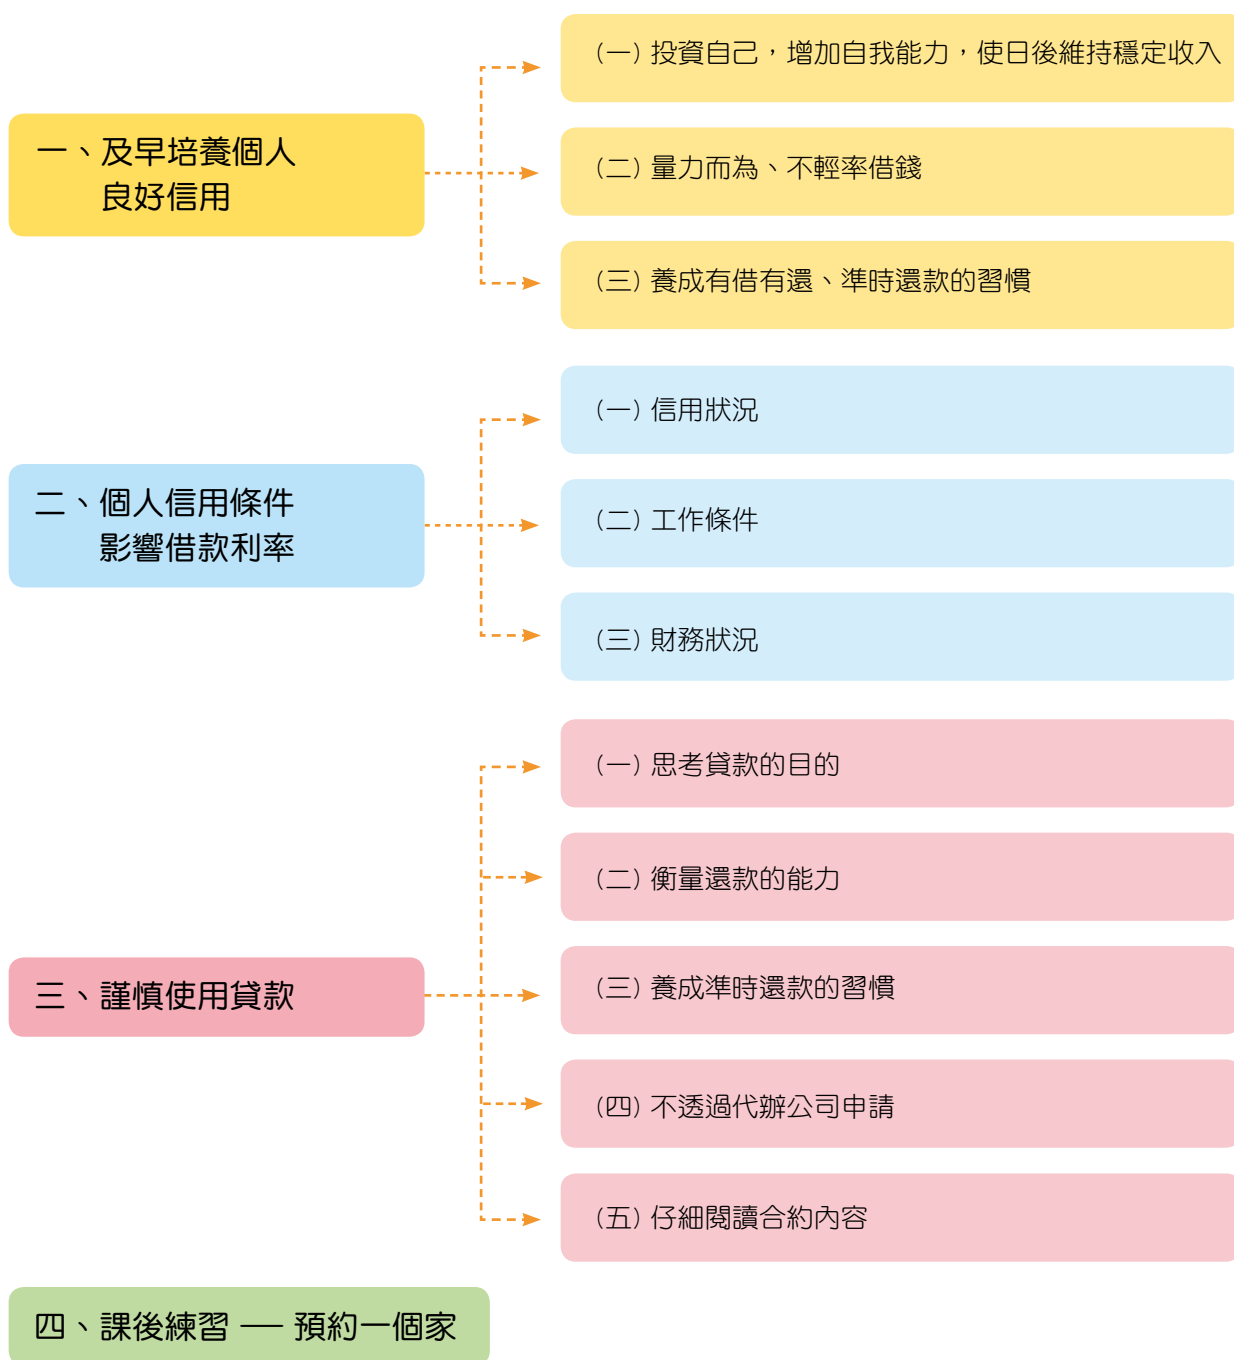 一、及早培養個人
良好信用
(一) 投資自己，增加自我能力，使日後維持穩定收入
(二) 量力而為、不輕率借錢
(三) 養成有借有還、準時還款的習慣
二、個人信用條件
影響借款利率
(一) 信用狀況
(二) 工作條件
(三) 財務狀況
三、謹慎使用貸款
(一) 思考貸款的目的
(二) 衡量還款的能力
(三) 養成準時還款的習慣
(四) 不透過代辦公司申請
(五) 仔細閱讀合約內容
四、課後練習 — 預約一個家